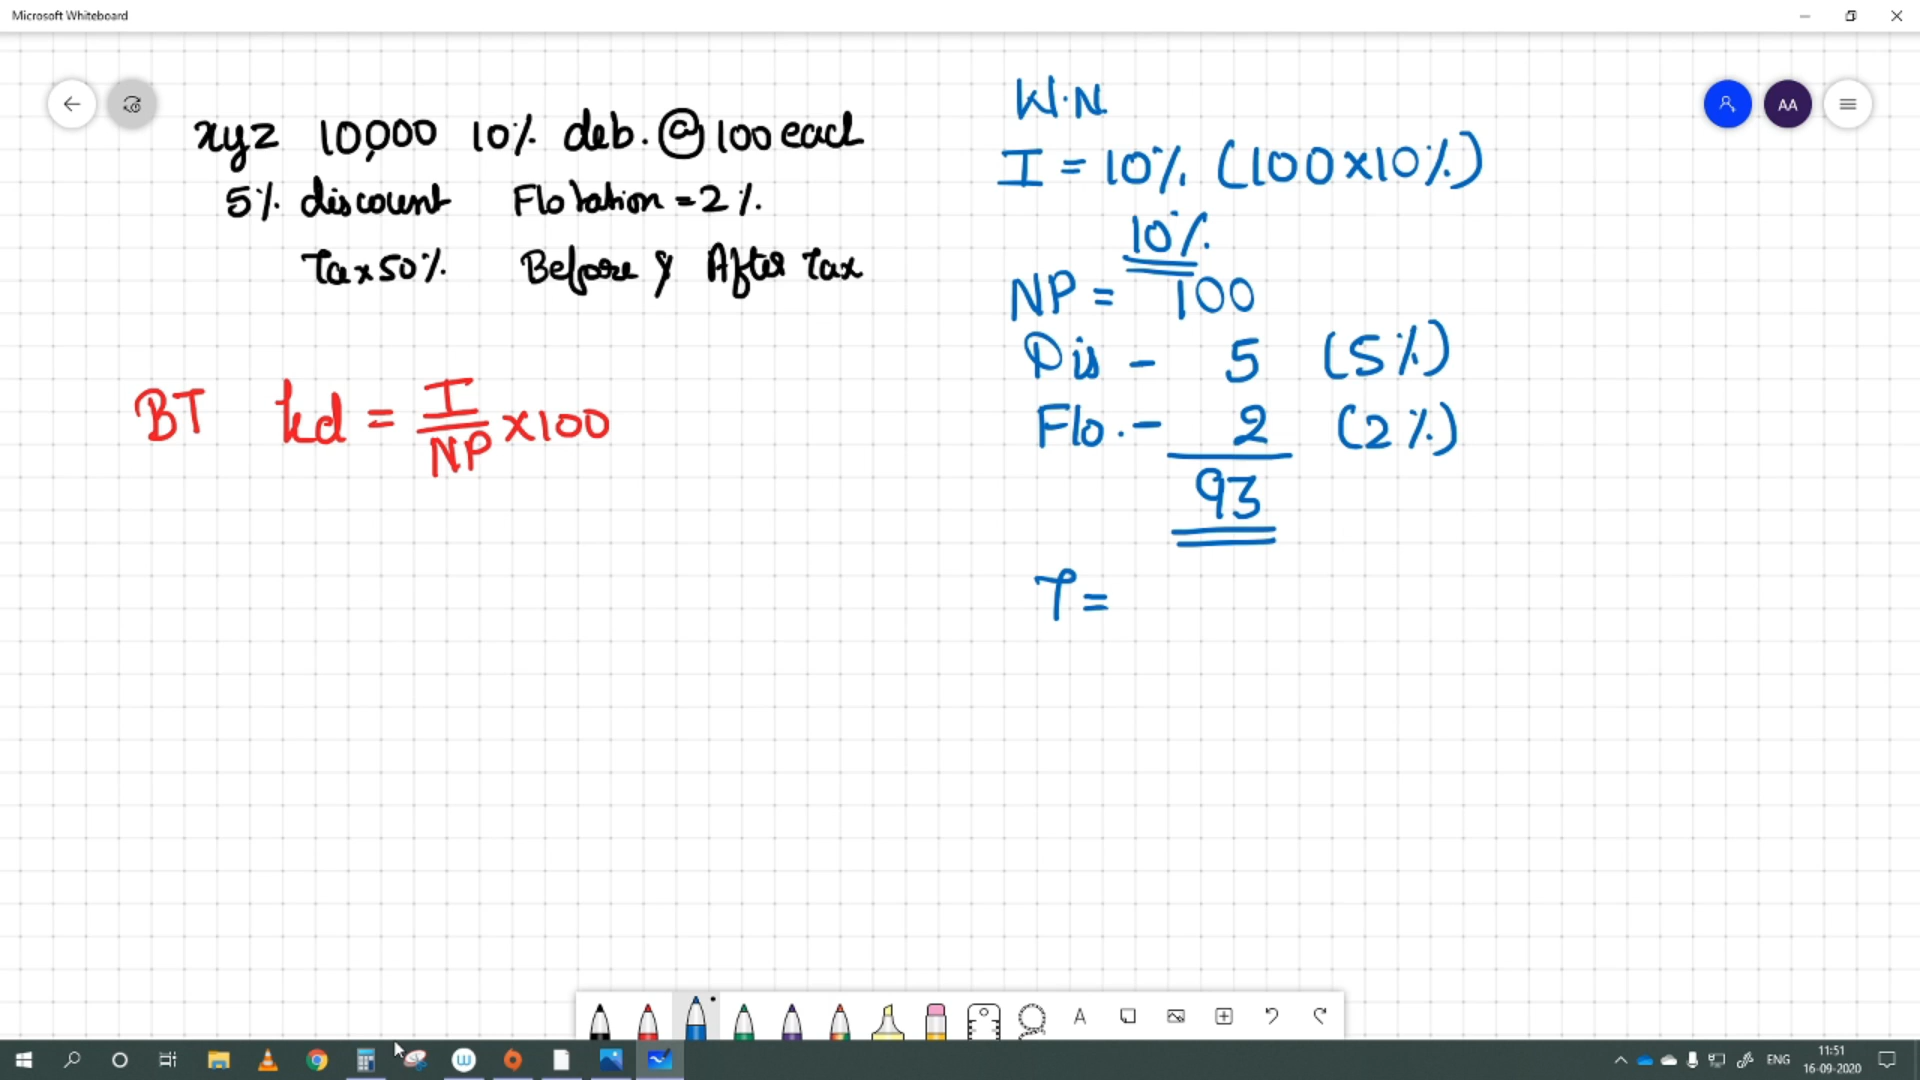 Microsoft Whiteboard
xyz 10,000 10% deb. @ 100 each
5% discount Flotation = 2%.
Tax 50% Before & After Tax
BT kd = I/NP x 100
W.N.
I = 10% (100x10%)
10%
NP = 100
Dis - 5 (5%)
Flo. - 2 (2%)
93
T =
AA
A
ENG
11:51
16-09-2020